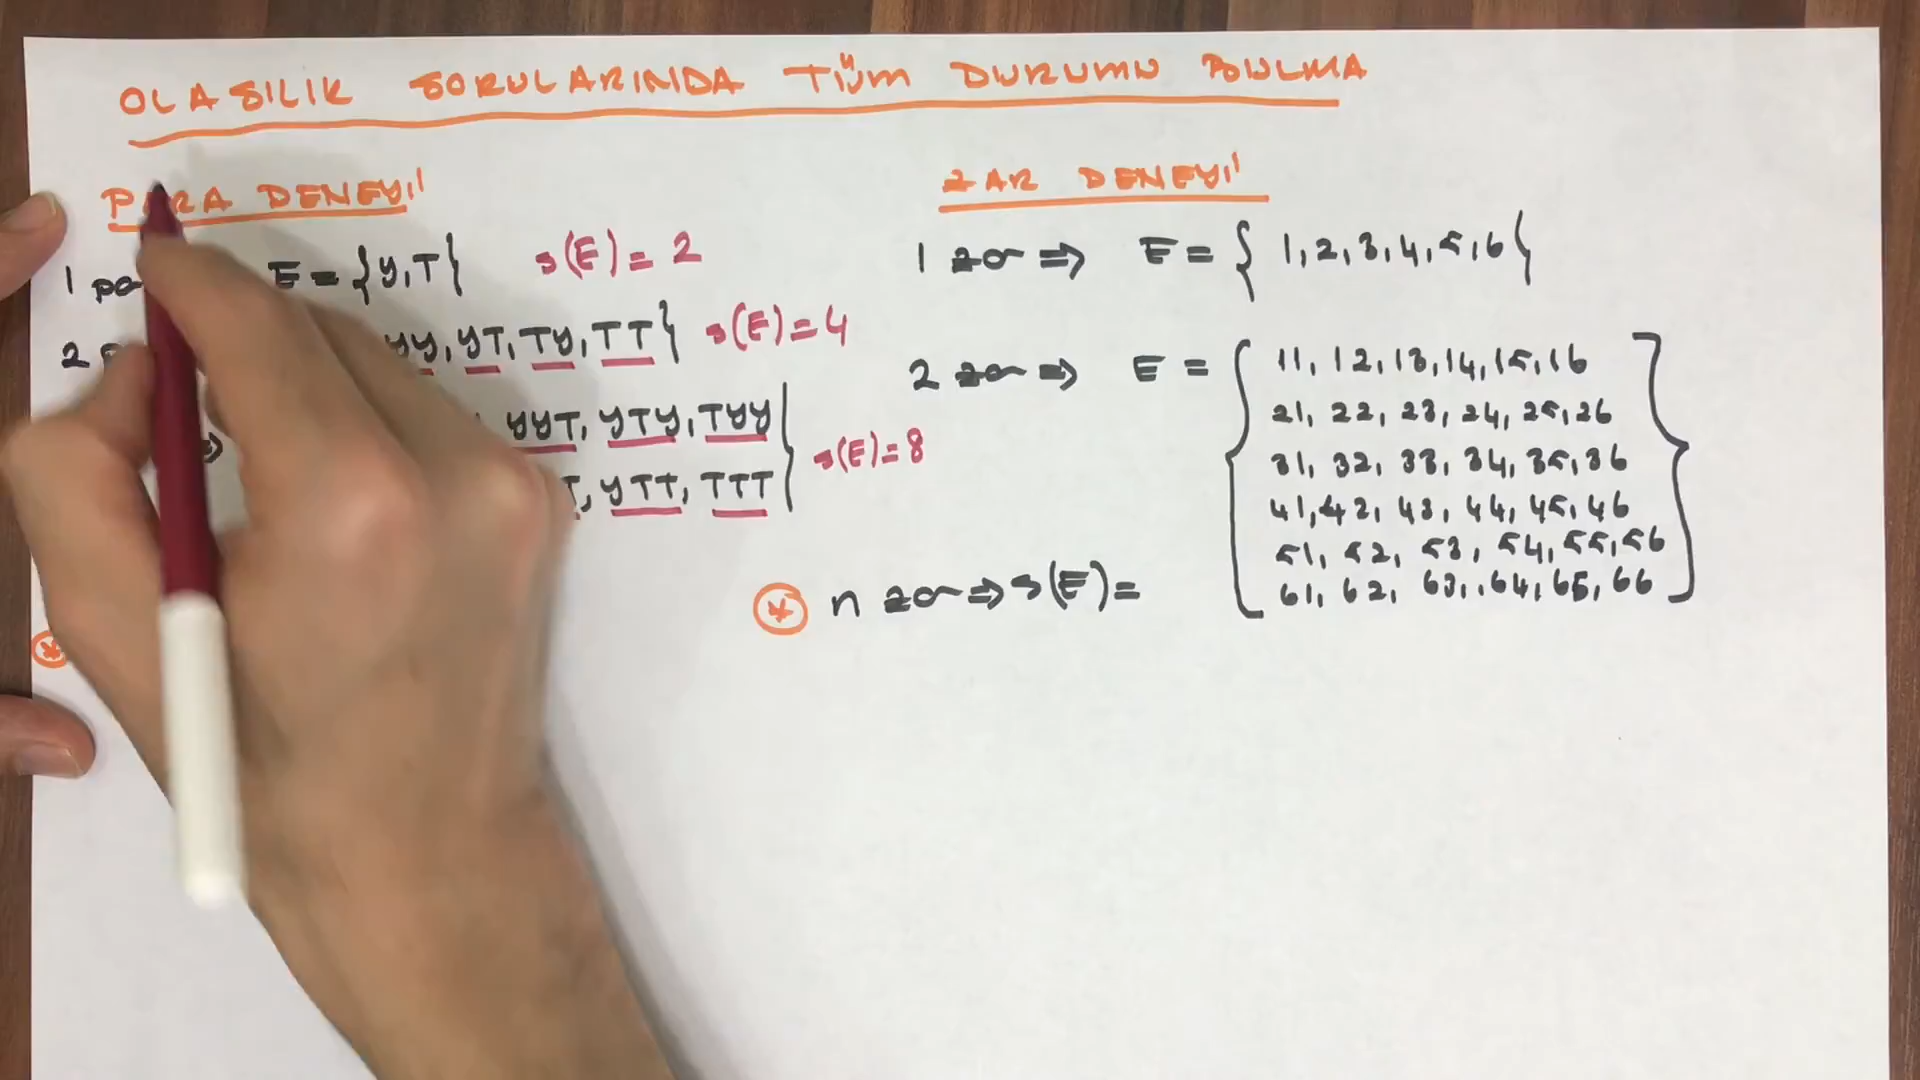 OLASILIK SORULARINDA TÜM DURUMU BULMA
PARA DENEYİ
1 E = {Y,T} s(E) = 2
2 YY, YT, TY, TT} s(E) = 4
YYT, YTY, TYY
YTT, TTT} s(E) = 8
ZAR DENEYİ
1 zar ⇒ E = { 1,2,3,4,5,6}
2 zar ⇒ E = { 11, 12, 13, 14, 15, 16
21, 22, 23, 24, 25, 26
31, 32, 33, 34, 35, 36
41, 42, 43, 44, 45, 46
51, 52, 53, 54, 55, 56
61, 62, 63, 64, 65, 66 }
* n zar ⇒ s(E) =